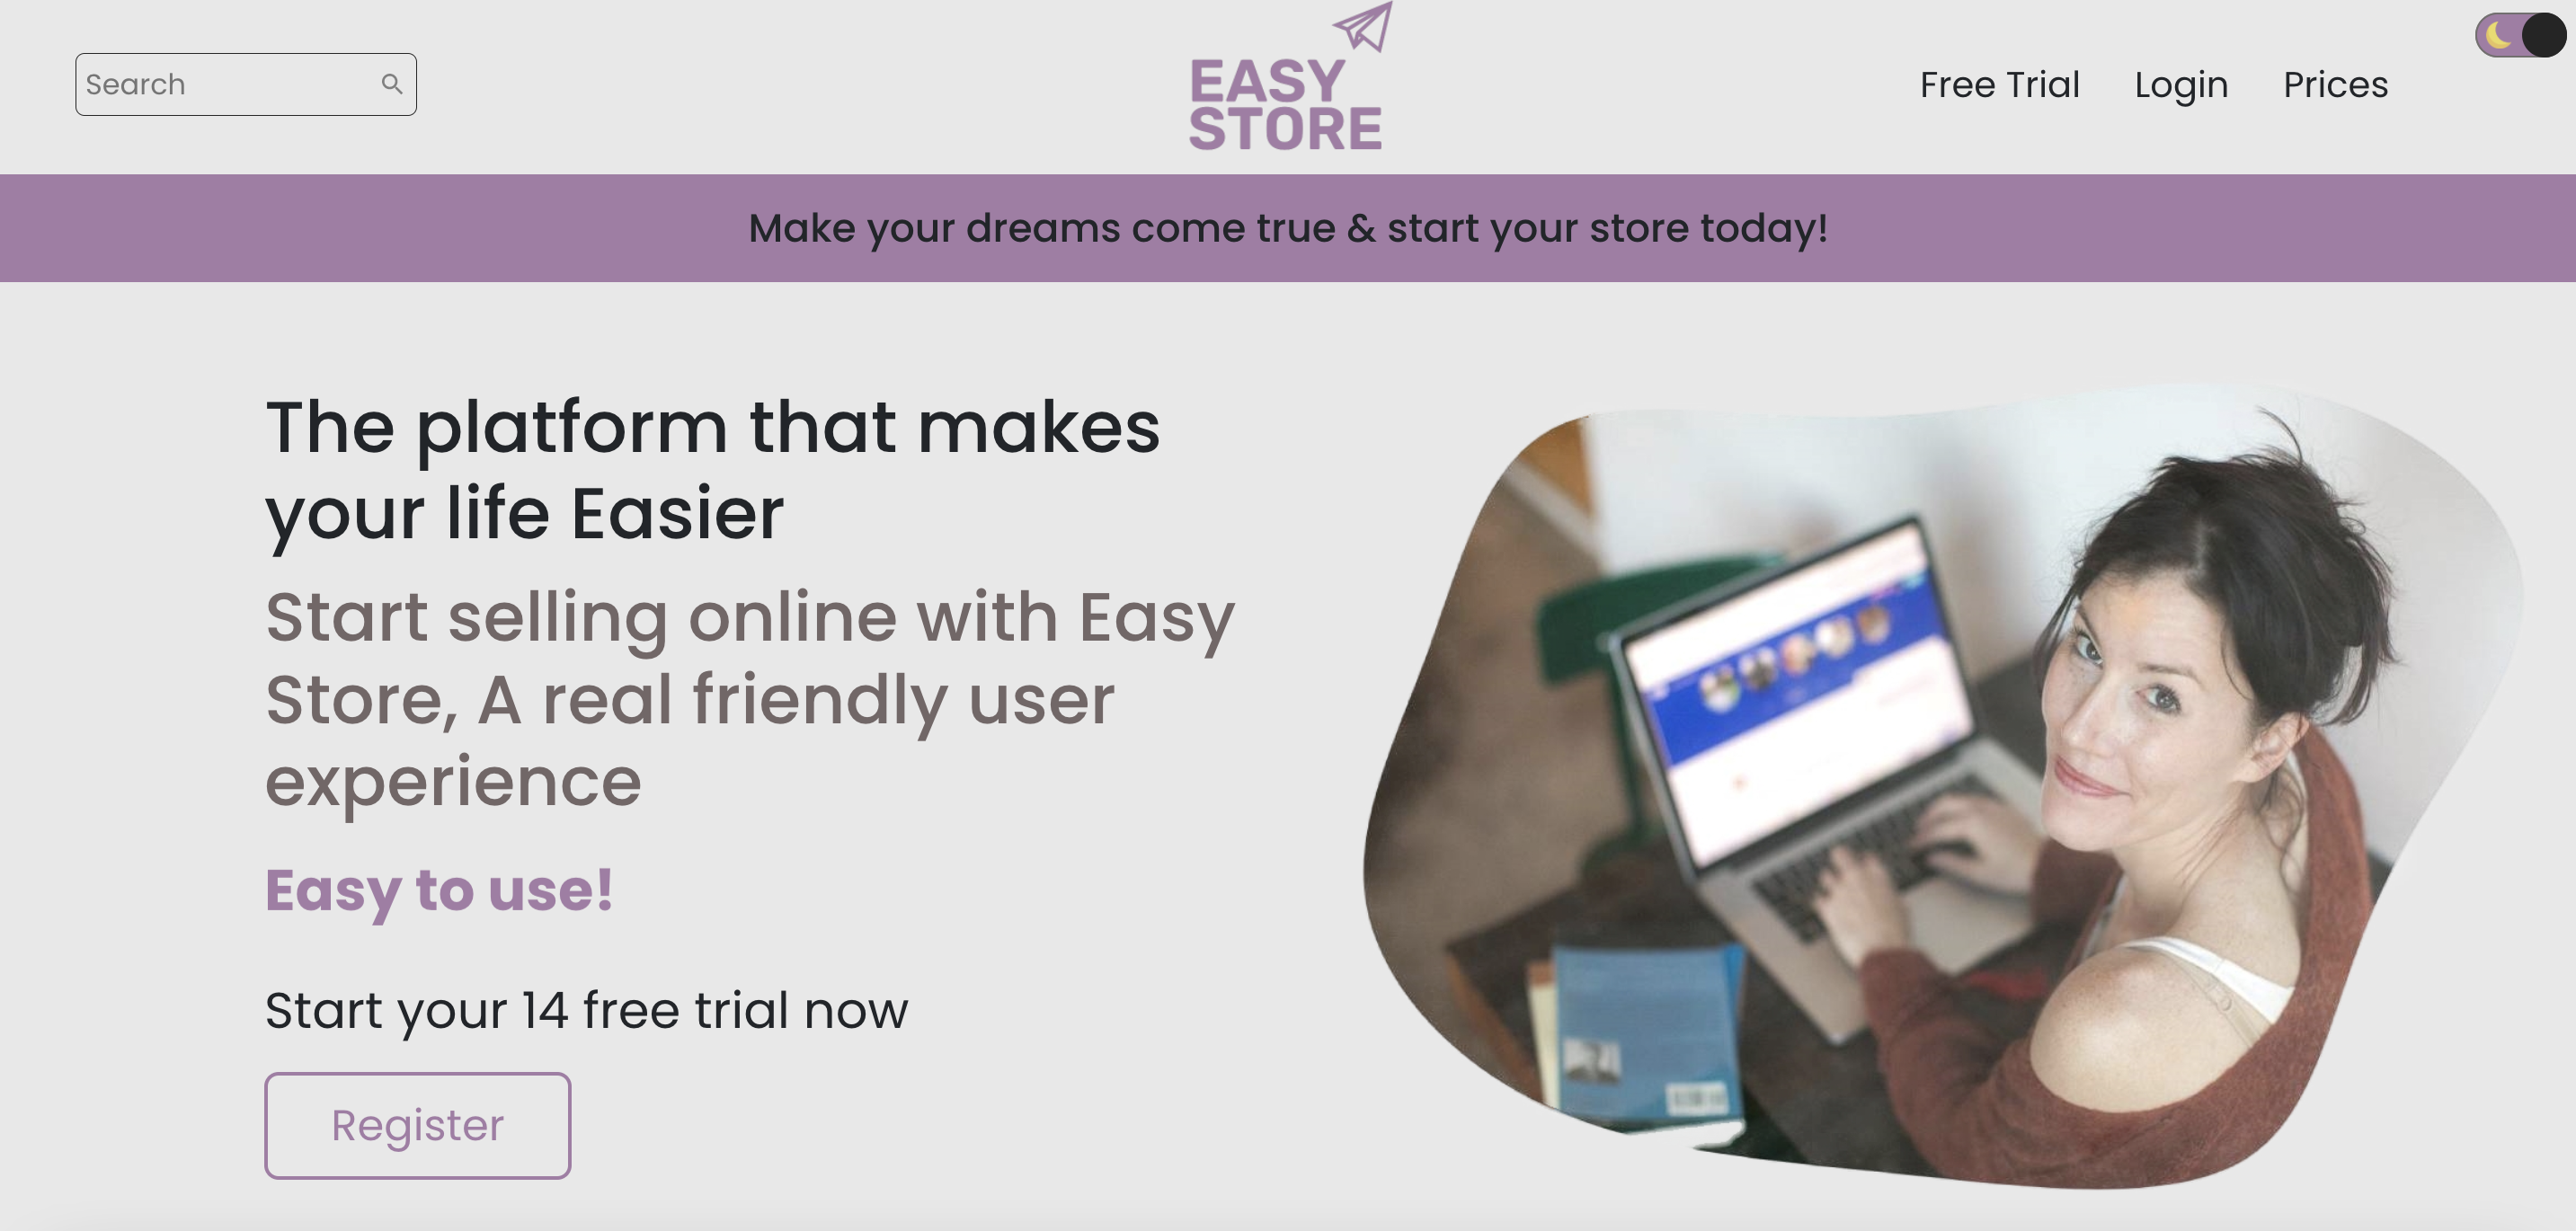 Search
EASY
STORE
Free Trial
Login
Prices
Make your dreams come true & start your store today!
The platform that makes
your life Easier
Start selling online with Easy
Store, A real friendly user
experience
Easy to use!
Start your 14 free trial now
Register